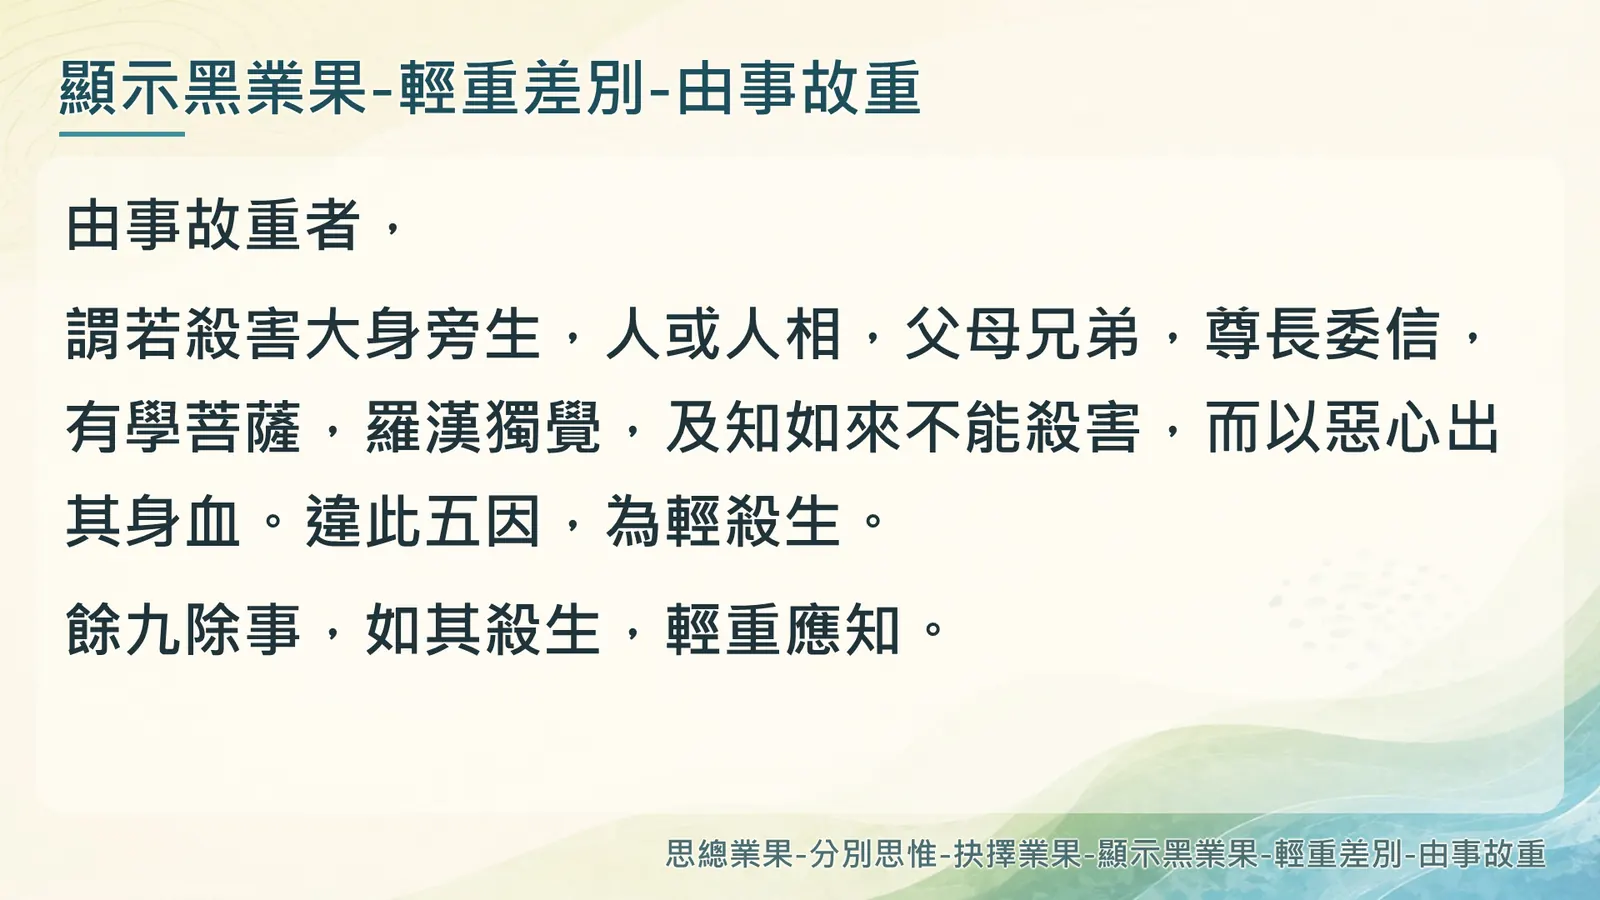 顯示黑業果-輕重差別-由事故重
由事故重者，
謂若殺害大身旁生，人或人相，父母兄弟，尊長委信，
有學菩薩，羅漢獨覺，及知如來不能殺害，而以惡心出
其身血。違此五因，為輕殺生。
餘九除事，如其殺生，輕重應知。
思總業果-分別思惟-抉擇業果-顯示黑業果-輕重差別-由事故重